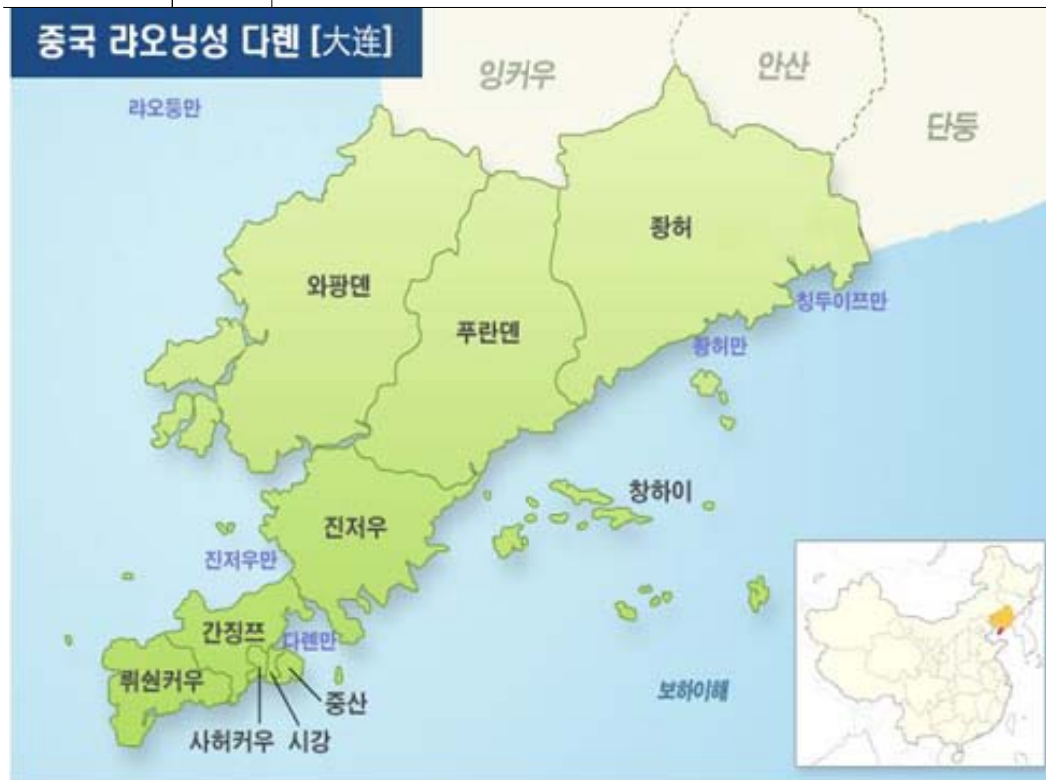 중국 랴오닝성 다롄 [大连]
잉커우
안산
랴오둥만
단둥
좡허
와팡뎬
칭두이쯔만
푸란뎬
좡허만
창하이
진저우
진저우만
간징쯔
다롄만
뤼순커우
보하이해
중산
사허커우
시강